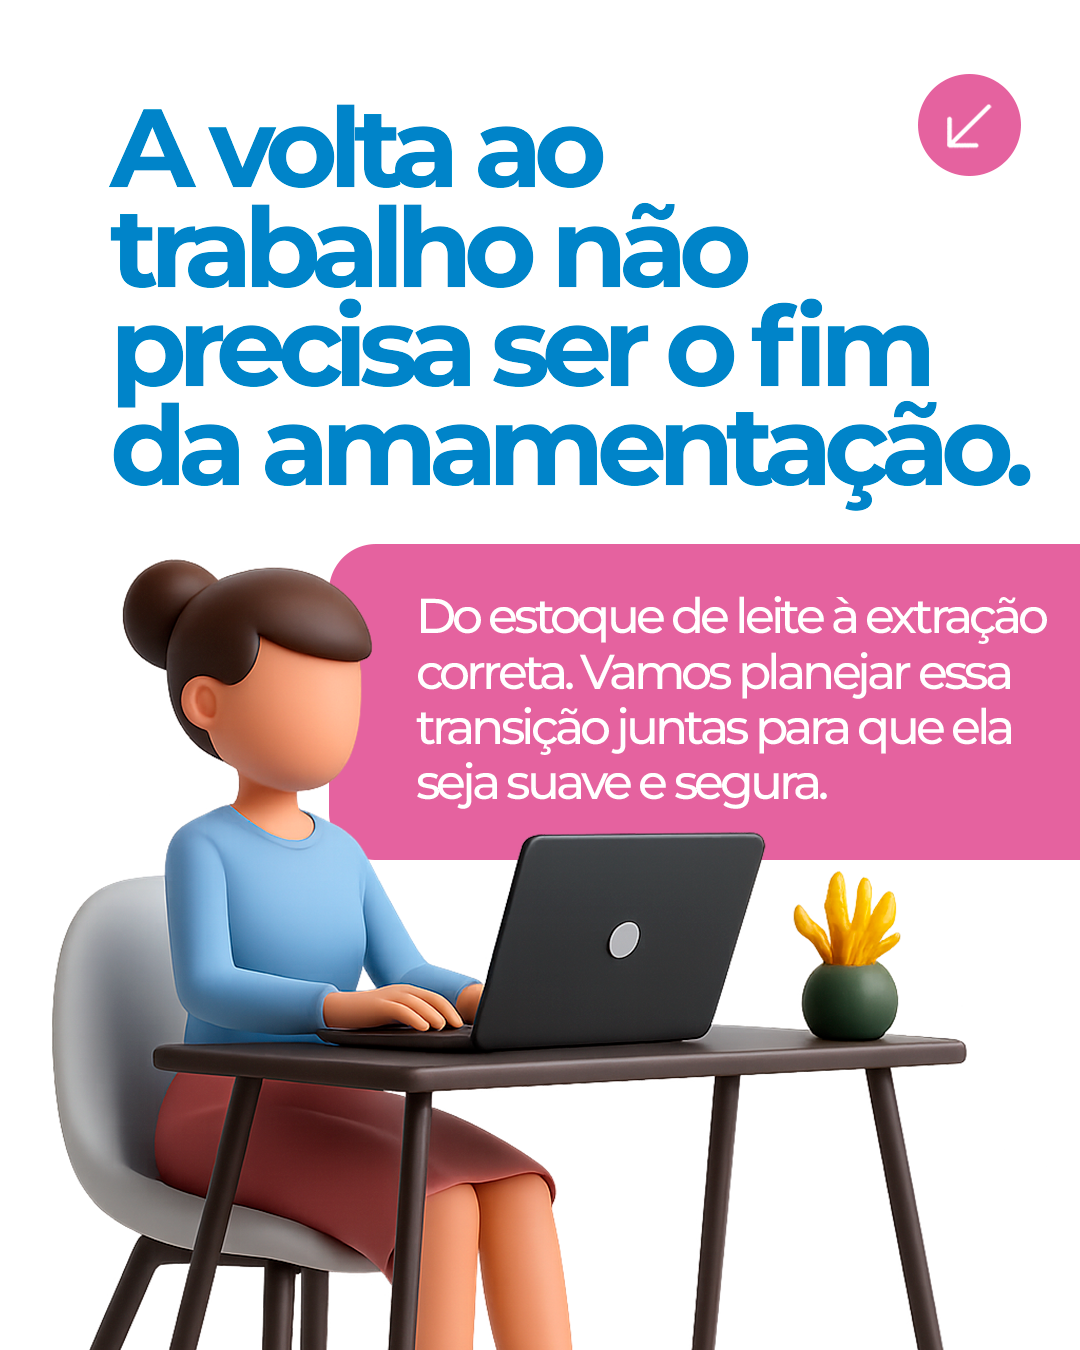 A volta ao
trabalho não
precisa ser o fim
da amamentação.
Do estoque de leite à extração
correta. Vamos planejar essa
transição juntas para que ela
seja suave e segura.